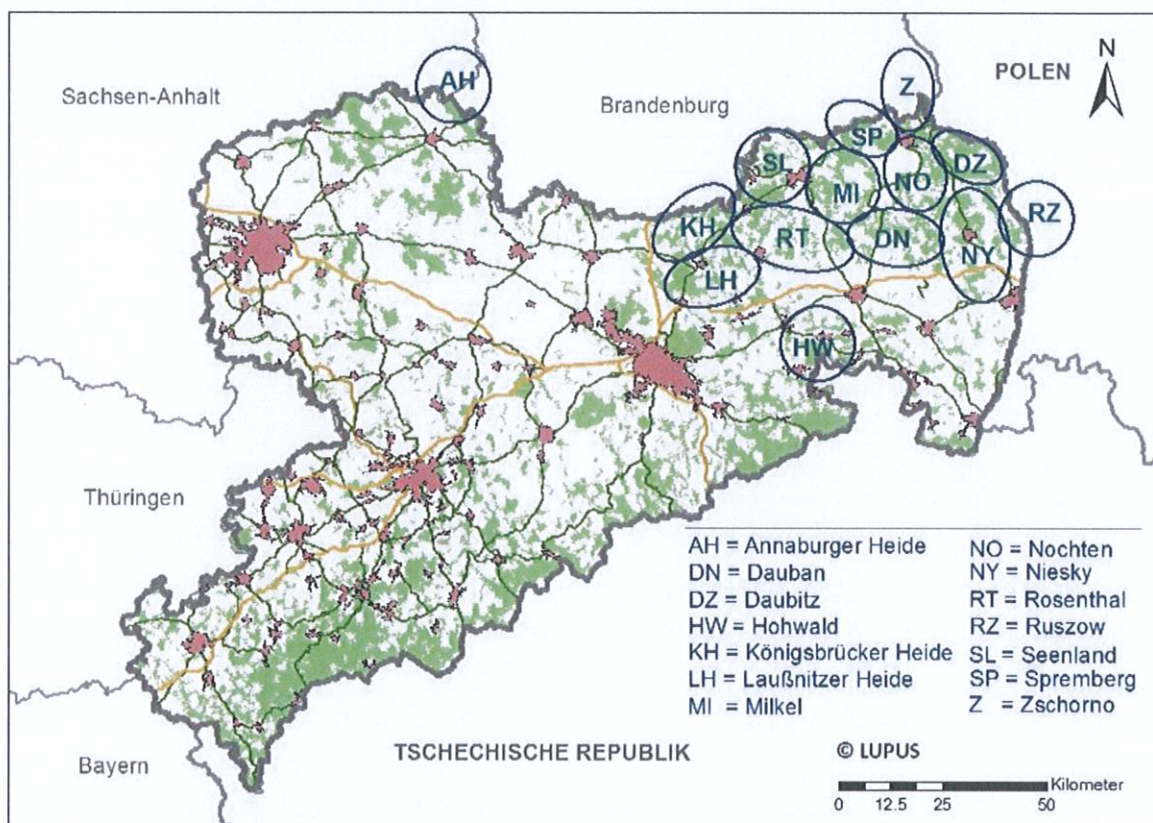 N
POLEN
Sachsen-Anhalt
AH
Brandenburg
Z
SP
SL
DZ
MI
NO
RZ
KH
RT
DN
NY
LH
HW
Thüringen
Bayern
TSCHECHISCHE REPUBLIK
AH = Annaburger Heide
DN = Dauban
DZ = Daubitz
HW = Hohwald
KH = Königsbrücker Heide
LH = Laußnitzer Heide
MI = Milkel
NO = Nochten
NY = Niesky
RT = Rosenthal
RZ = Ruszow
SL = Seenland
SP = Spremberg
Z = Zschorno
© LUPUS
Kilometer
0 12.5 25 50